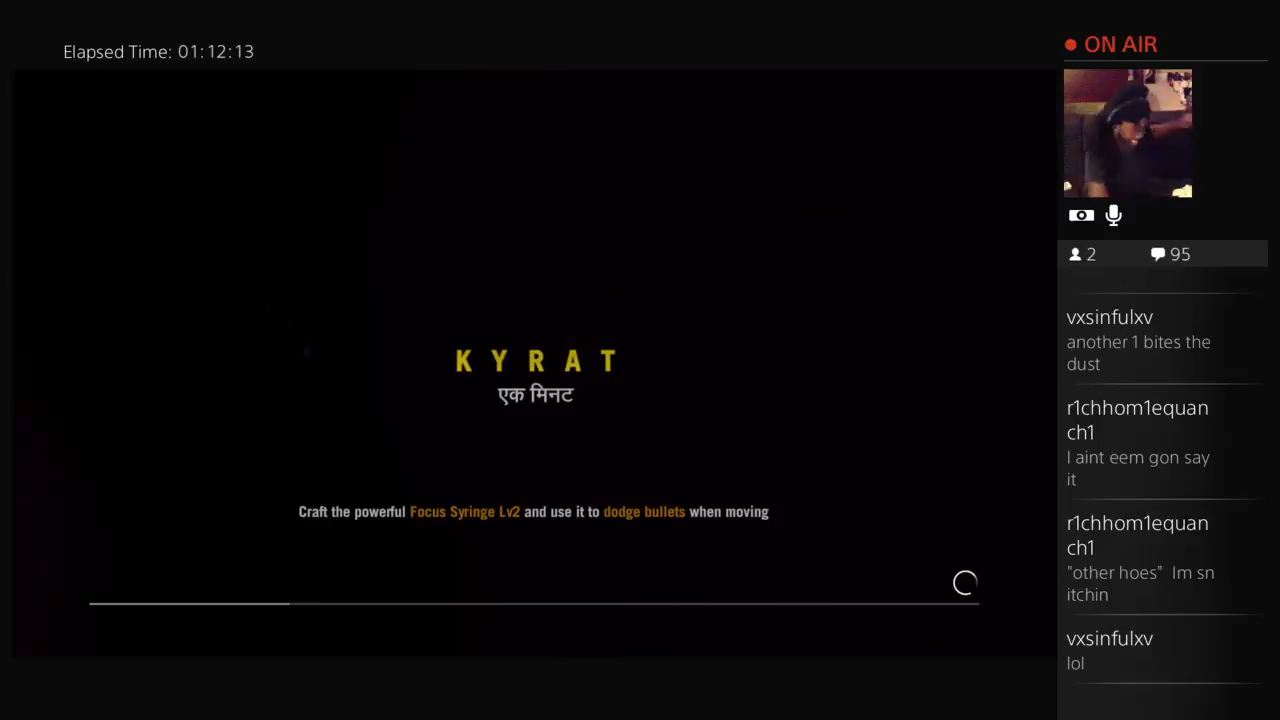 Elapsed Time: 01:12:13
ON AIR
2
95
K Y R A T
एक मिनट
Craft the powerful Focus Syringe Lv2 and use it to dodge bullets when moving
vxsinfulxv
another 1 bites the
dust
r1chhom1equan
ch1
I aint eem gon say
it
r1chhom1equan
ch1
"other hoes" Im sn
itchin
vxsinfulxv
lol